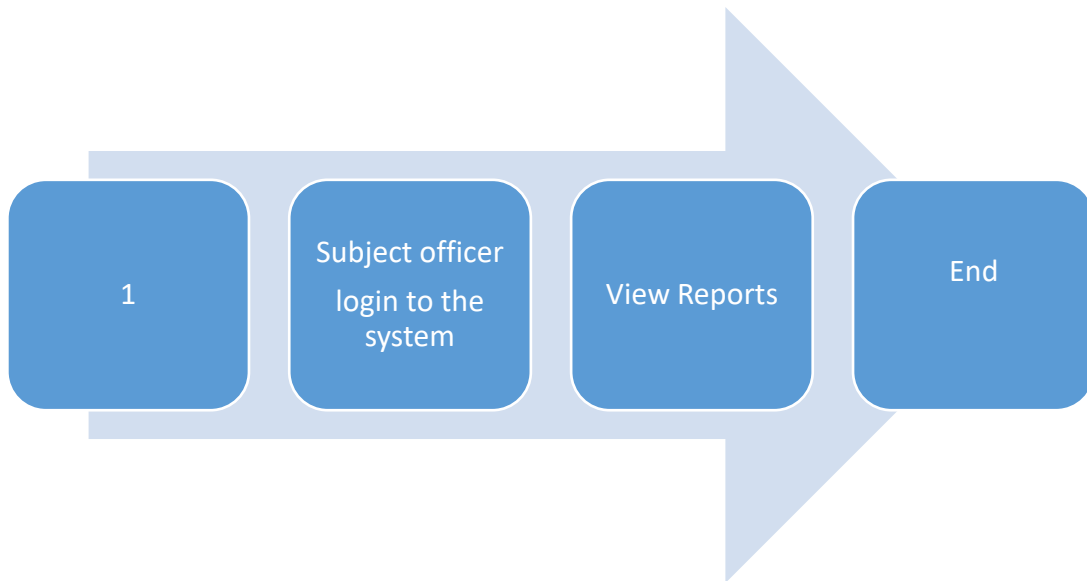 1
Subject officer
login to the
system
View Reports
End